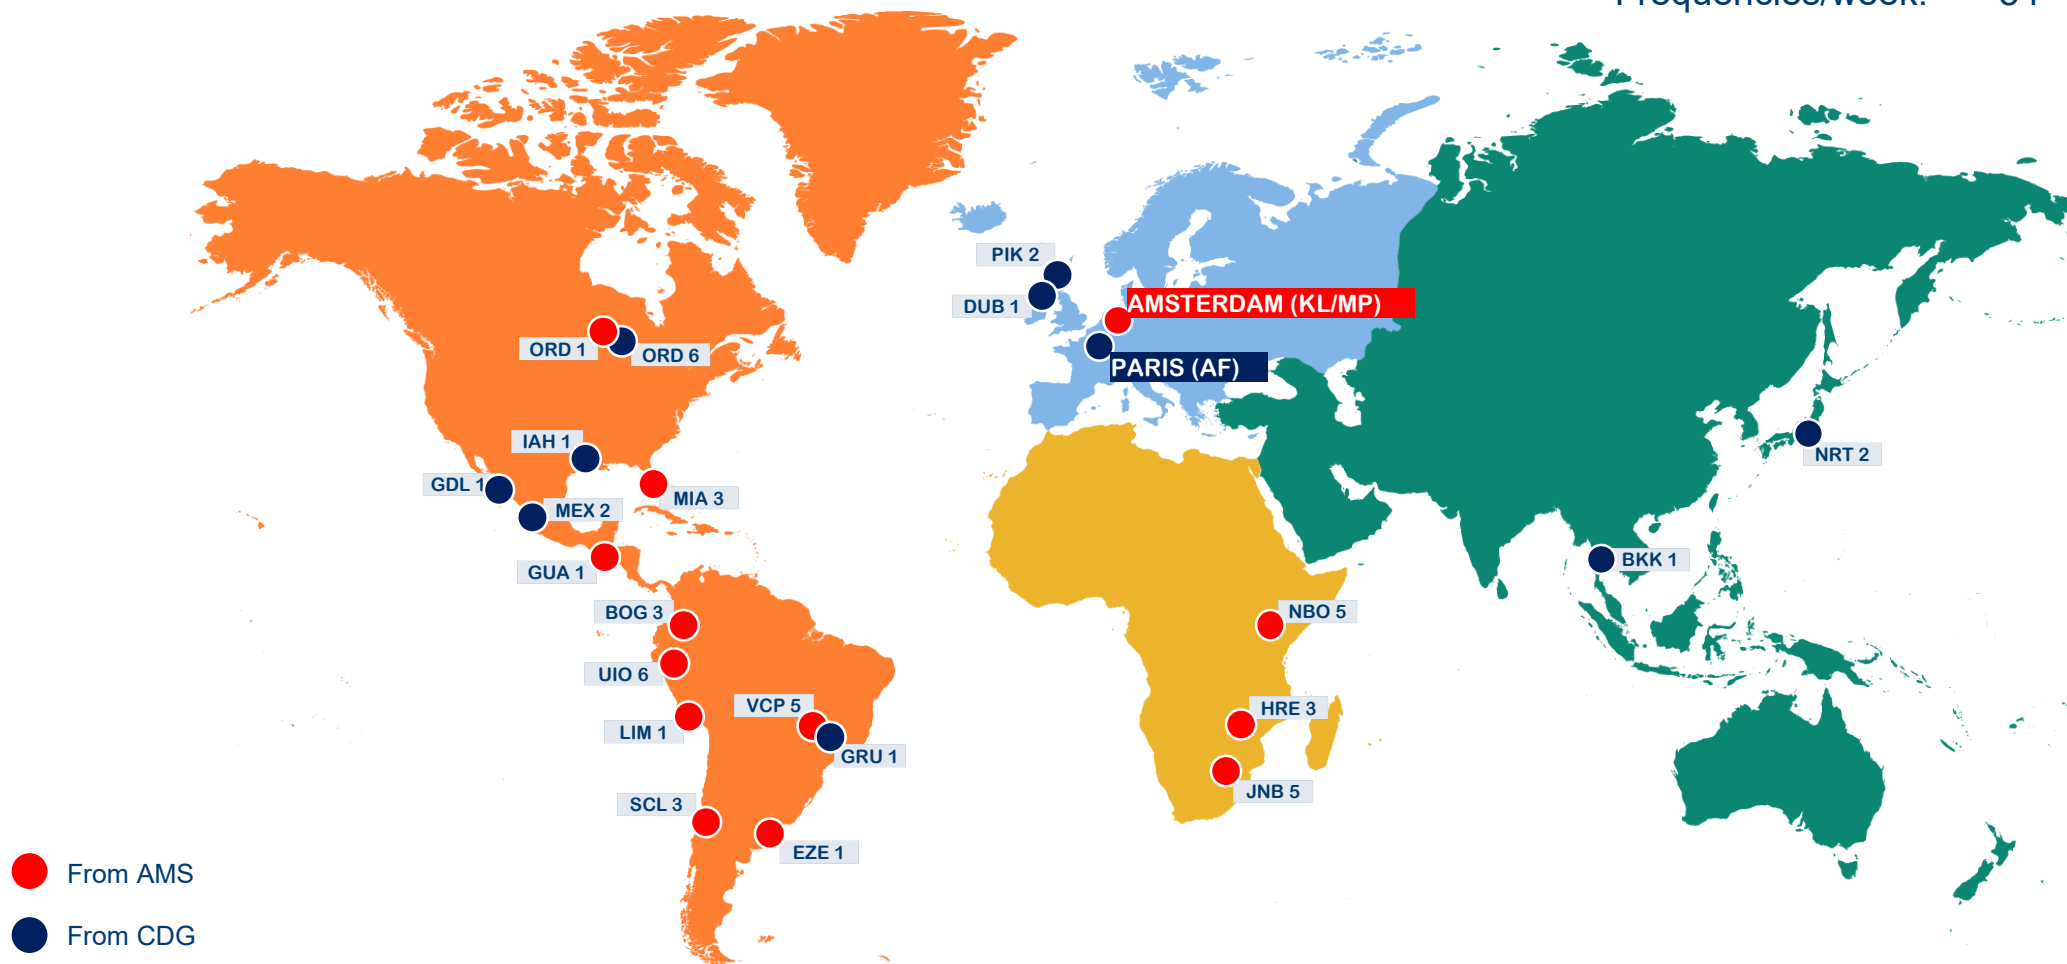 Frequencies/week:
PIK 2
DUB 1
AMSTERDAM (KL/MP)
PARIS (AF)
ORD 1
ORD 6
IAH 1
GDL 1
MEX 2
MIA 3
GUA 1
BOG 3
UIO 6
LIM 1
VCP 5
GRU 1
SCL 3
EZE 1
NBO 5
HRE 3
JNB 5
NRT 2
BKK 1
From AMS
From CDG